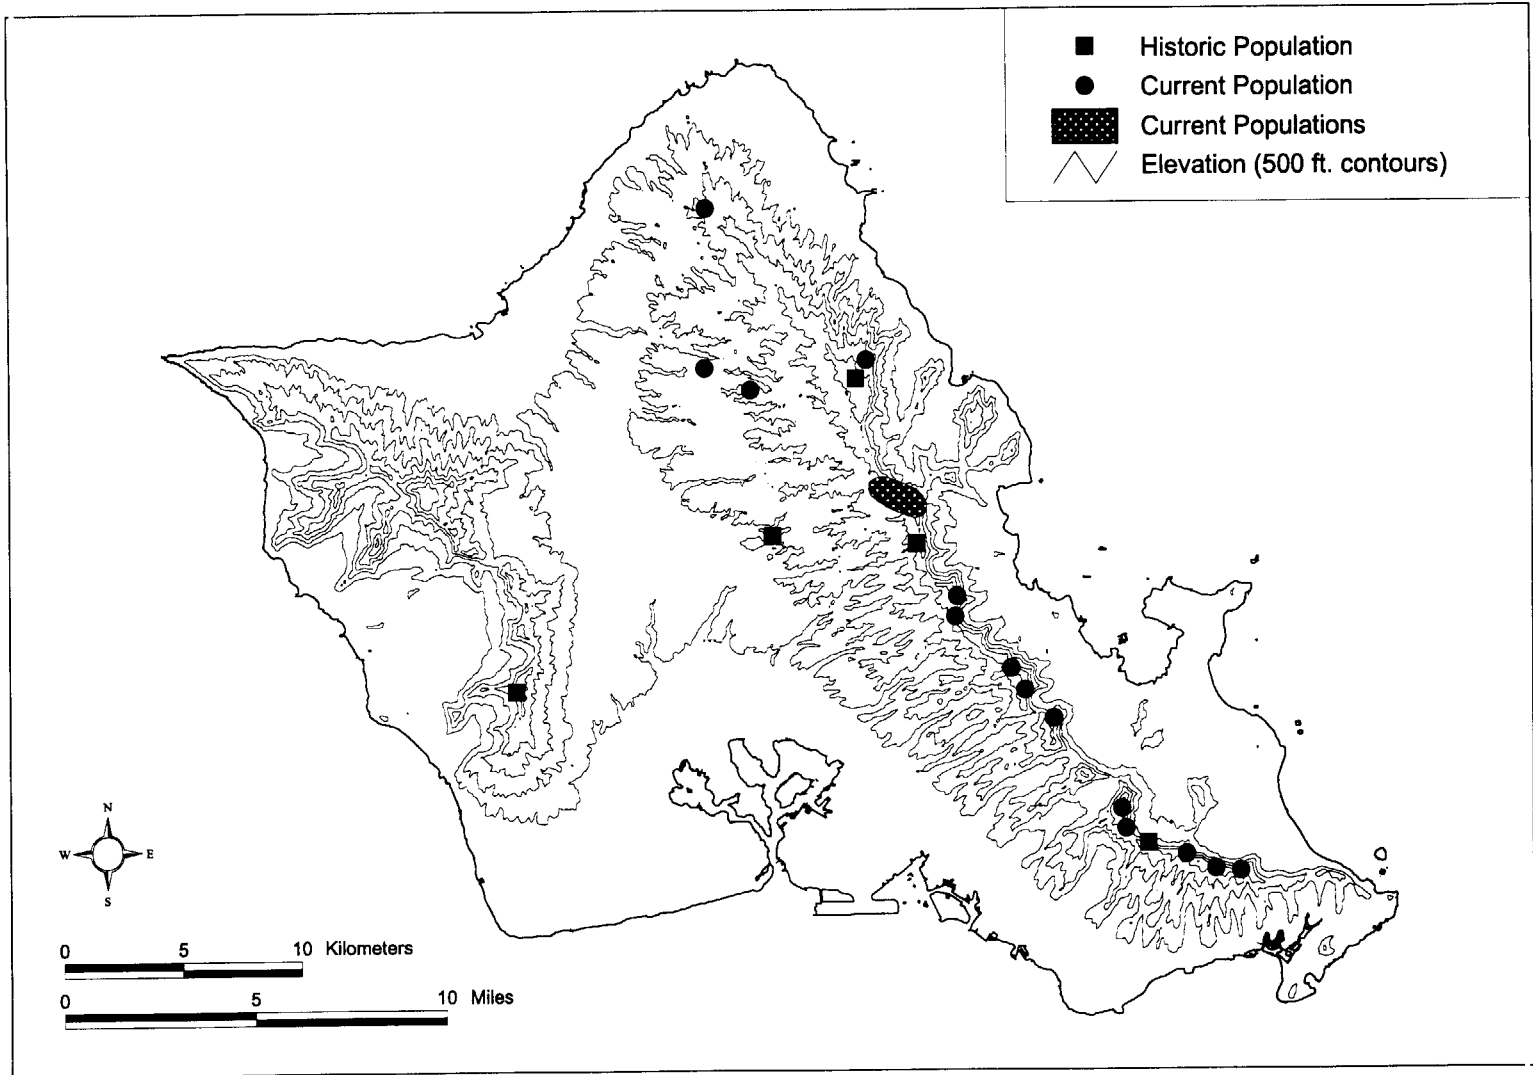 Historic Population
Current Population
Current Populations
Elevation (500 ft. contours)
N
W E
S
0 5 10 Kilometers
0 5 10 Miles